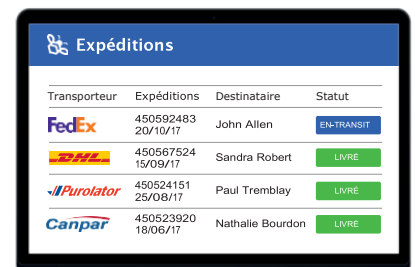 Expéditions
Transporteur Expéditions Destinataire Statut
FedEx 450592483 John Allen EN-TRANSIT
20/10/17
DHL 450567524 Sandra Robert LIVRÉ
15/09/17
Purolator 450524151 Paul Tremblay LIVRÉ
25/08/17
Canpar 450523920 Nathalie Bourdon LIVRÉ
18/06/17